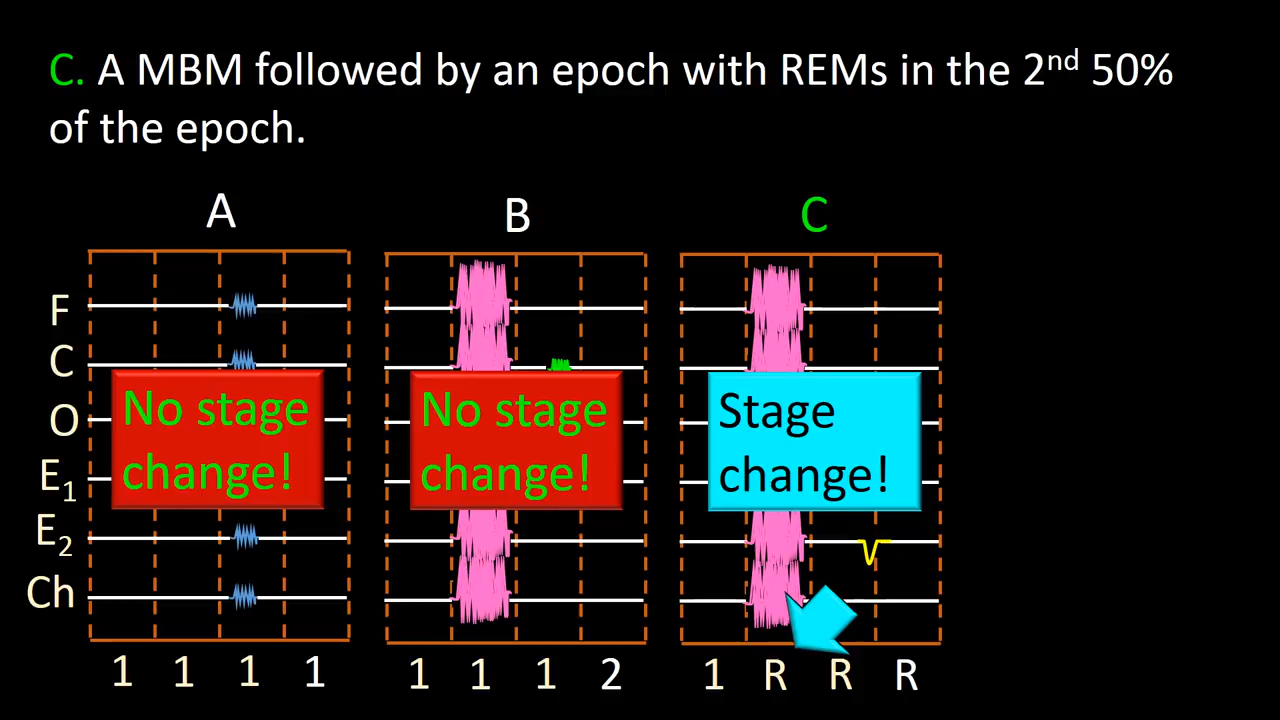 C. A MBM followed by an epoch with REMs in the 2nd 50%
of the epoch.
A B C
F
C
O
E1
E2
Ch
No stage
change!
No stage
change!
Stage
change!
1 1 1 1 1 1 1 2 1 R R R